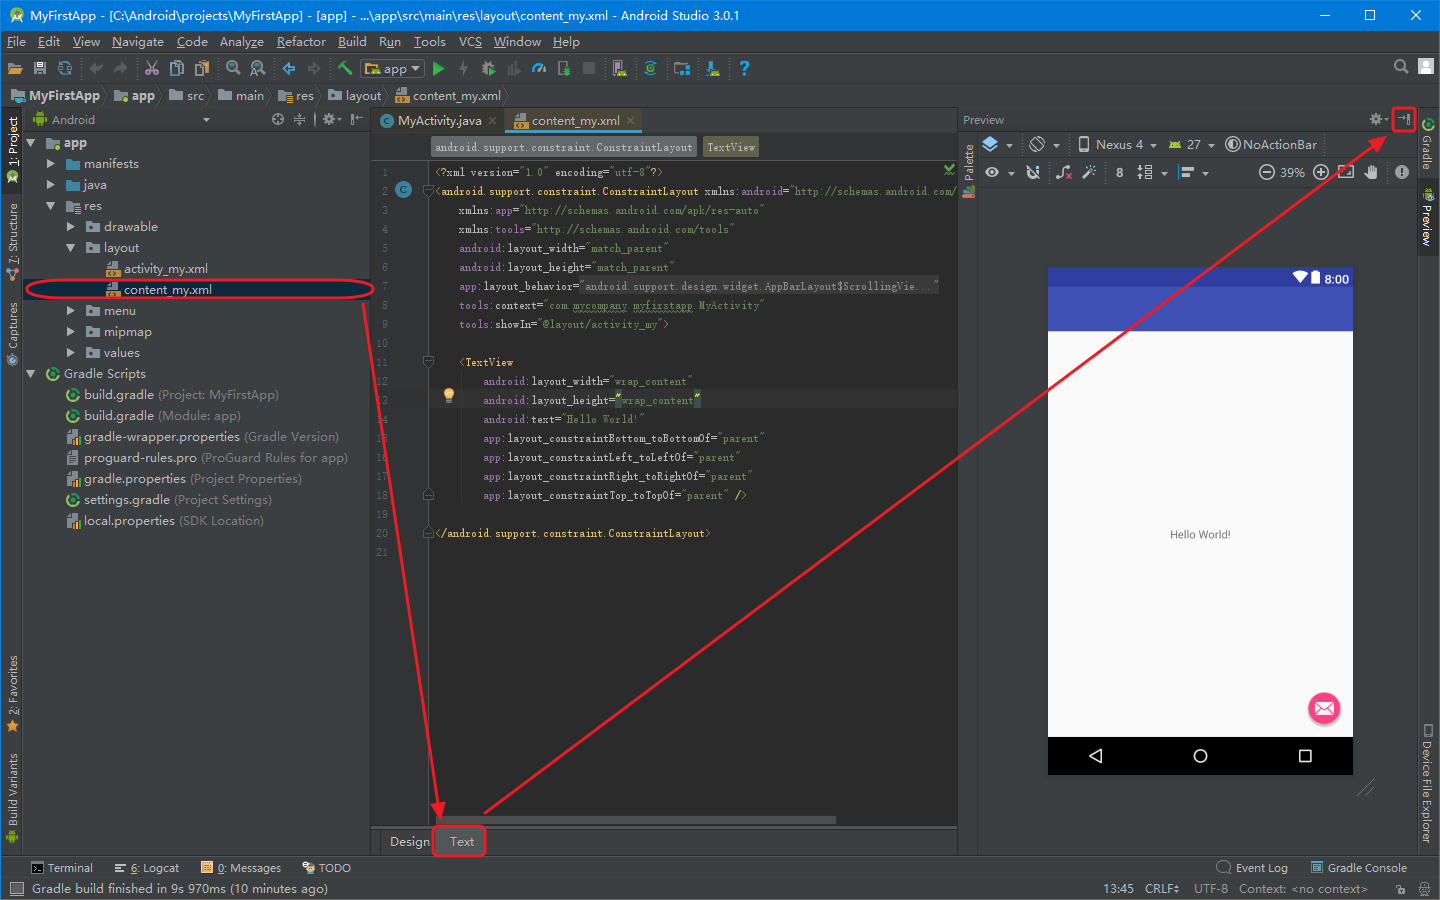 MyFirstApp - [C:\Android\projects\MyFirstApp] - [app] - ...\app\src\main\res\layout\content_my.xml - Android Studio 3.0.1
File Edit View Navigate Code Analyze Refactor Build Run Tools VCS Window Help
app
MyFirstApp app src main res layout content_my.xml
Android
MyActivity.java content_my.xml
Preview
1: Project
7: Structure
Captures
2: Favorites
Build Variants
app
manifests
java
res
drawable
layout
activity_my.xml
content_my.xml
menu
mipmap
values
Gradle Scripts
build.gradle (Project: MyFirstApp)
build.gradle (Module: app)
gradle-wrapper.properties (Gradle Version)
proguard-rules.pro (ProGuard Rules for app)
gradle.properties (Project Properties)
settings.gradle (Project Settings)
local.properties (SDK Location)
android.support.constraint.ConstraintLayout TextView
1 <?xml version="1.0" encoding="utf-8"?>
2 C <android.support.constraint.ConstraintLayout xmlns:android="http://schemas.android.com/
3 xmlns:app="http://schemas.android.com/apk/res-auto"
4 xmlns:tools="http://schemas.android.com/tools"
5 android:layout_width="match_parent"
6 android:layout_height="match_parent"
7 app:layout_behavior="android.support.design.widget.AppBarLayout$ScrollingVie..."
8 tools:context="com.mycompany.myfirstapp.MyActivity"
9 tools:showIn="@layout/activity_my">
10
11 <TextView
12 android:layout_width="wrap_content"
13 android:layout_height="wrap_content"
14 android:text="Hello World!"
15 app:layout_constraintBottom_toBottomOf="parent"
16 app:layout_constraintLeft_toLeftOf="parent"
17 app:layout_constraintRight_toRightOf="parent"
18 app:layout_constraintTop_toTopOf="parent" />
19
20 </android.support.constraint.ConstraintLayout>
21
Design Text
Palette
Nexus 4 27 NoActionBar
8 39%
8:00
Hello World!
Gradle
Preview
Device File Explorer
Terminal 6: Logcat 0: Messages TODO Event Log Gradle Console
Gradle build finished in 9s 970ms (10 minutes ago) 13:45 CRLF UTF-8 Context: <no context>